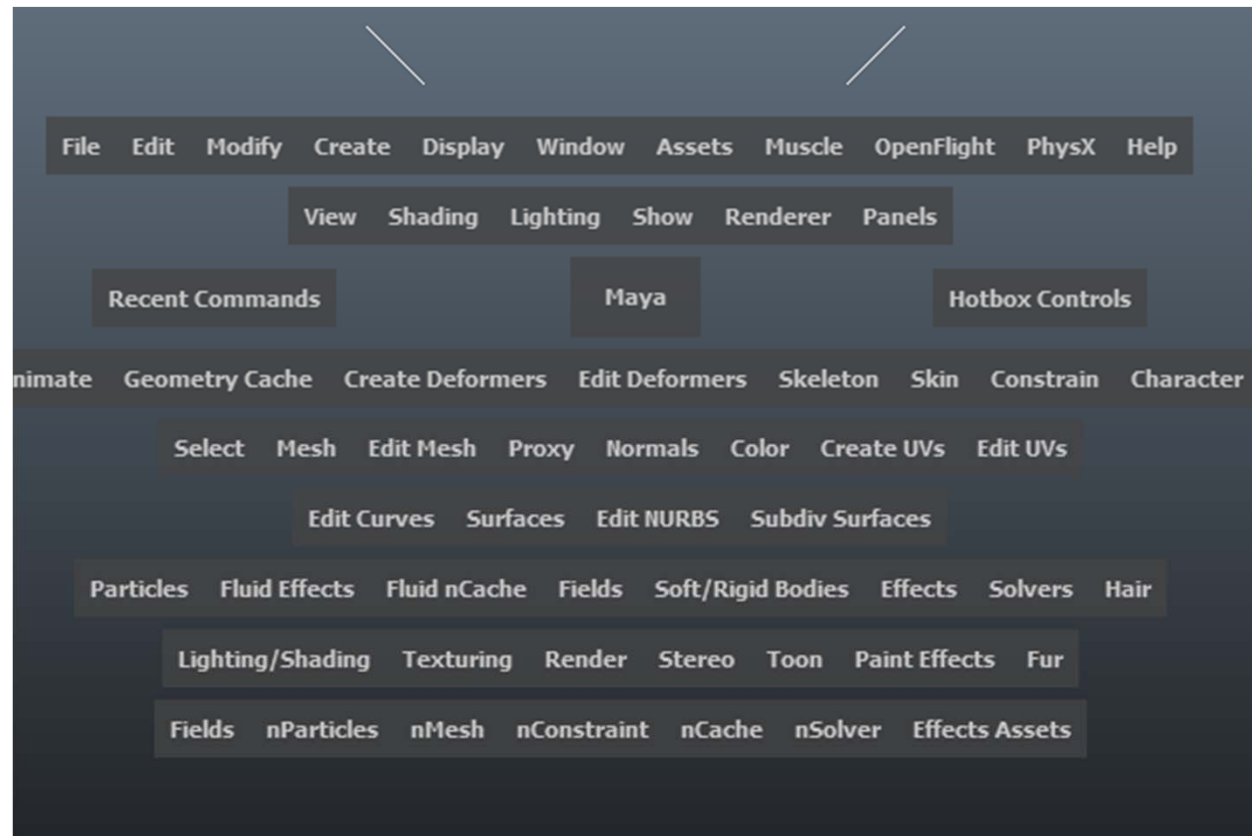 File Edit Modify Create Display Window Assets Muscle OpenFlight PhysX Help
View Shading Lighting Show Renderer Panels
Recent Commands Maya Hotbox Controls
nimate Geometry Cache Create Deformers Edit Deformers Skeleton Skin Constrain Character
Select Mesh Edit Mesh Proxy Normals Color Create UVs Edit UVs
Edit Curves Surfaces Edit NURBS Subdiv Surfaces
Particles Fluid Effects Fluid nCache Fields Soft/Rigid Bodies Effects Solvers Hair
Lighting/Shading Texturing Render Stereo Toon Paint Effects Fur
Fields nParticles nMesh nConstraint nCache nSolver Effects Assets